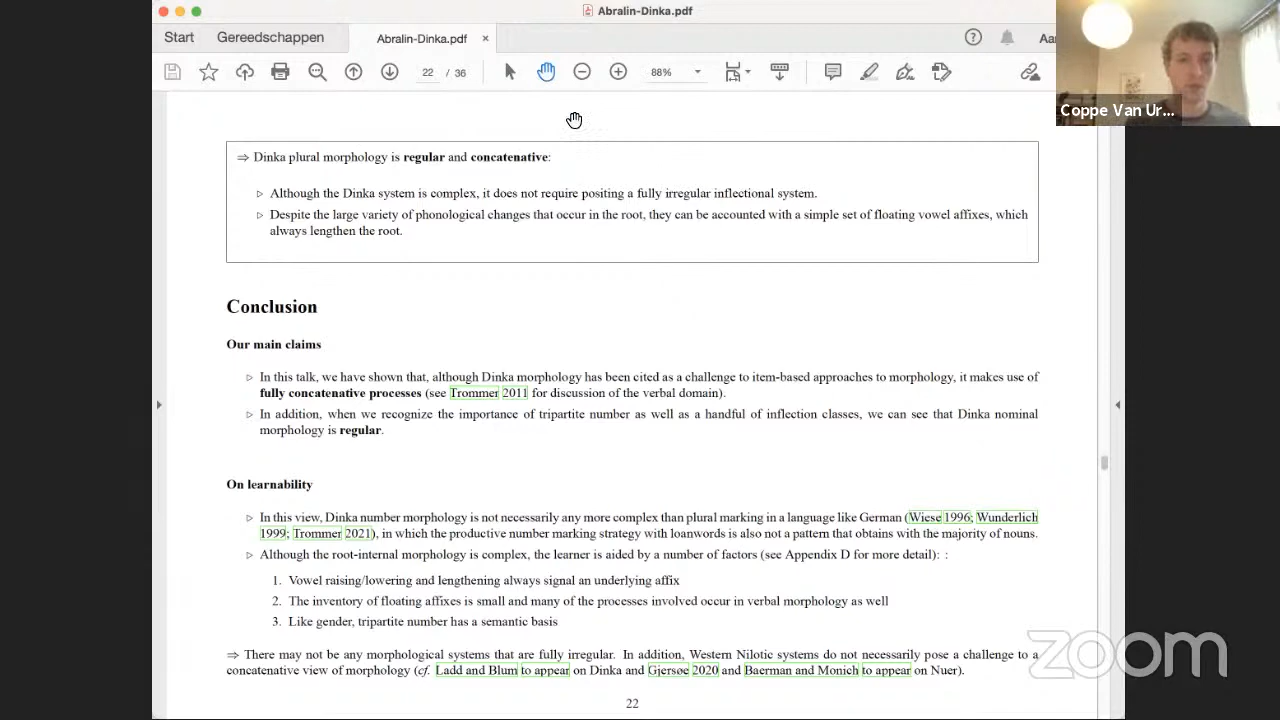 Abralin-Dinka.pdf
Start Gereedschappen Abralin-Dinka.pdf ×
22 / 36 88%
Coppe Van Ur...
⇒ Dinka plural morphology is regular and concatenative:
▷ Although the Dinka system is complex, it does not require positing a fully irregular inflectional system.
▷ Despite the large variety of phonological changes that occur in the root, they can be accounted with a simple set of floating vowel affixes, which
always lengthen the root.
Conclusion
Our main claims
▷ In this talk, we have shown that, although Dinka morphology has been cited as a challenge to item-based approaches to morphology, it makes use of
fully concatenative processes (see Trommer 2011 for discussion of the verbal domain).
▷ In addition, when we recognize the importance of tripartite number as well as a handful of inflection classes, we can see that Dinka nominal
morphology is regular.
On learnability
▷ In this view, Dinka number morphology is not necessarily any more complex than plural marking in a language like German (Wiese 1996; Wunderlich
1999; Trommer 2021), in which the productive number marking strategy with loanwords is also not a pattern that obtains with the majority of nouns.
▷ Although the root-internal morphology is complex, the learner is aided by a number of factors (see Appendix D for more detail): :
1. Vowel raising/lowering and lengthening always signal an underlying affix
2. The inventory of floating affixes is small and many of the processes involved occur in verbal morphology as well
3. Like gender, tripartite number has a semantic basis
⇒ There may not be any morphological systems that are fully irregular. In addition, Western Nilotic systems do not necessarily pose a challenge to a
concatenative view of morphology (cf. Ladd and Blum to appear on Dinka and Gjersøe 2020 and Baerman and Monich to appear on Nuer).
22
zoom